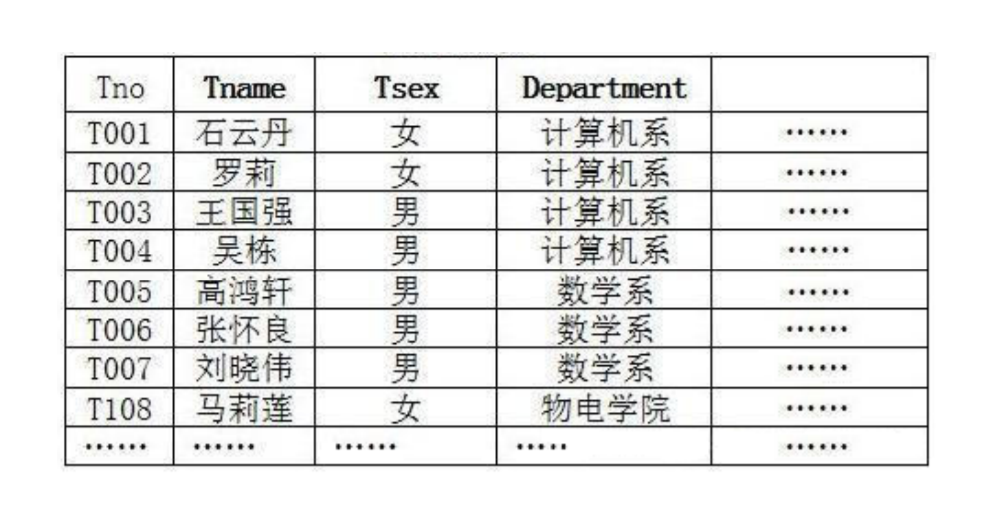 Tno Tname Tsex Department
T001 石云丹 女 计算机系 ……
T002 罗莉 女 计算机系 ……
T003 王国强 男 计算机系 ……
T004 吴栋 男 计算机系 ……
T005 高鸿轩 男 数学系 ……
T006 张怀良 男 数学系 ……
T007 刘晓伟 男 数学系 ……
T108 马莉莲 女 物电学院 ……
…… …… …… ….. ……